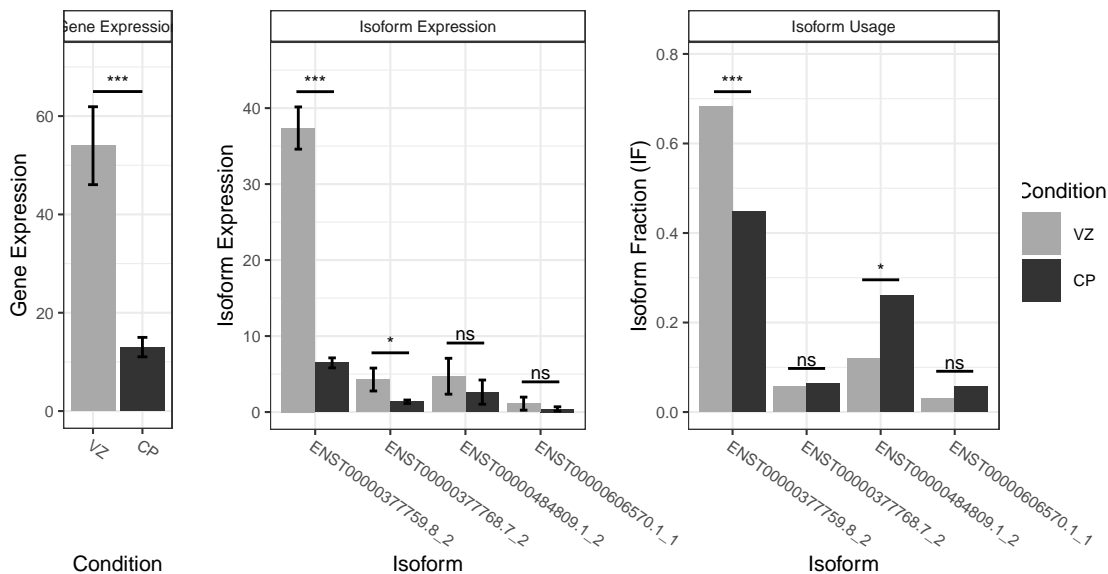 Gene Expression
Isoform Expression
Isoform Usage
Gene Expression
0
20
40
60
***
VZ
CP
Condition
Isoform Expression
0
10
20
30
40
***
*
ns
ns
ENST00000377759.8_2
ENST00000377768.7_2
ENST00000484809.1_2
ENST00000606570.1_1
Isoform
Isoform Fraction (IF)
0.0
0.2
0.4
0.6
0.8
***
ns
*
ns
ENST00000377759.8_2
ENST00000377768.7_2
ENST00000484809.1_2
ENST00000606570.1_1
Isoform
Condition
VZ
CP